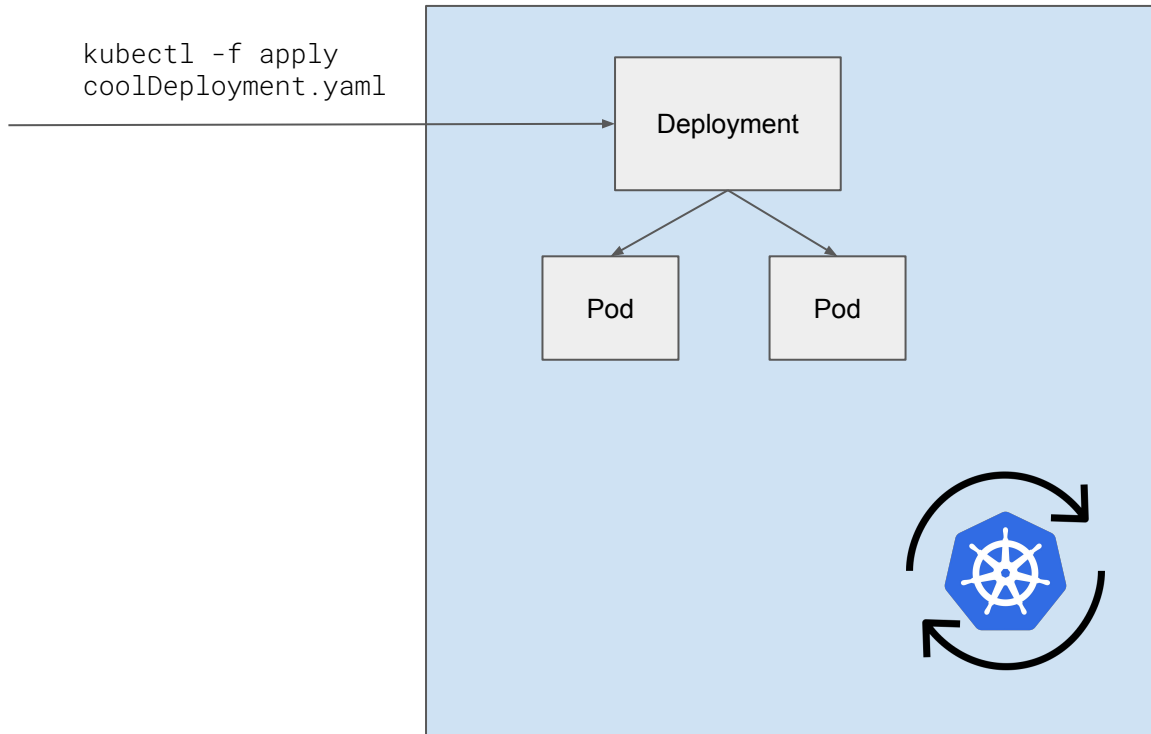 kubectl -f apply
coolDeployment.yaml
Deployment
Pod
Pod